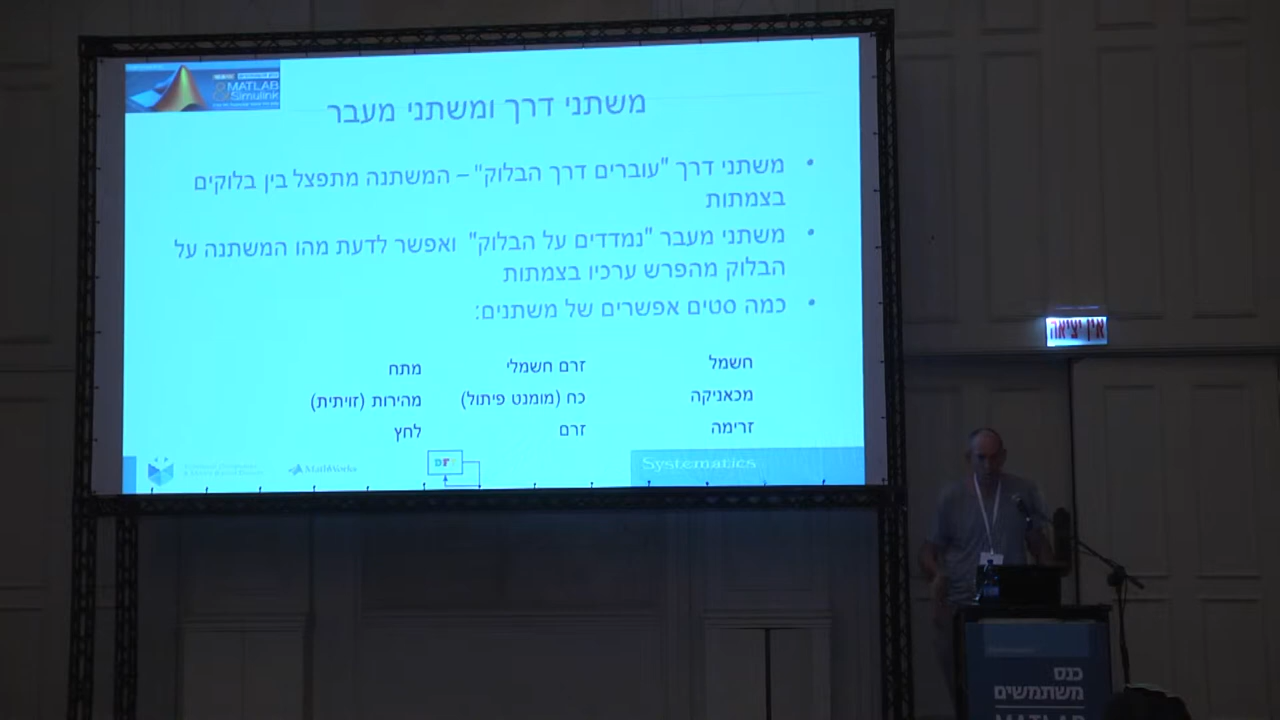 MATLAB
&Simulink
משתני דרך ומשתני מעבר
• משתני דרך "עוברים דרך הבלוק" – המשתנה מתפצל בין בלוקים
בצמתות
• משתני מעבר "נמדדים על הבלוק" ואפשר לדעת מהו המשתנה על
הבלוק מהפרש ערכיו בצמתות
• כמה סטים אפשרים של משתנים:
חשמל זרם חשמלי מתח
מכאניקה כח (מומנט פיתול) מהירות (זויתית)
זרימה זרם לחץ
MathWorks
Systematics
אין יציאה
כנס
משתמשים
MATLAB